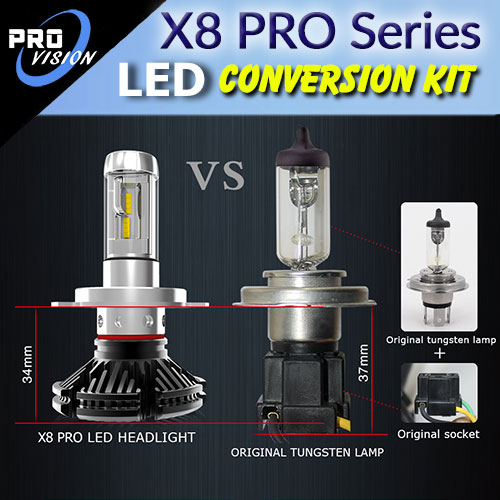 PRO
VISION
X8 PRO Series
LED CONVERSION KIT
VS
34mm
37mm
Original tungsten lamp
+
Original socket
X8 PRO LED HEADLIGHT
ORIGINAL TUNGSTEN LAMP